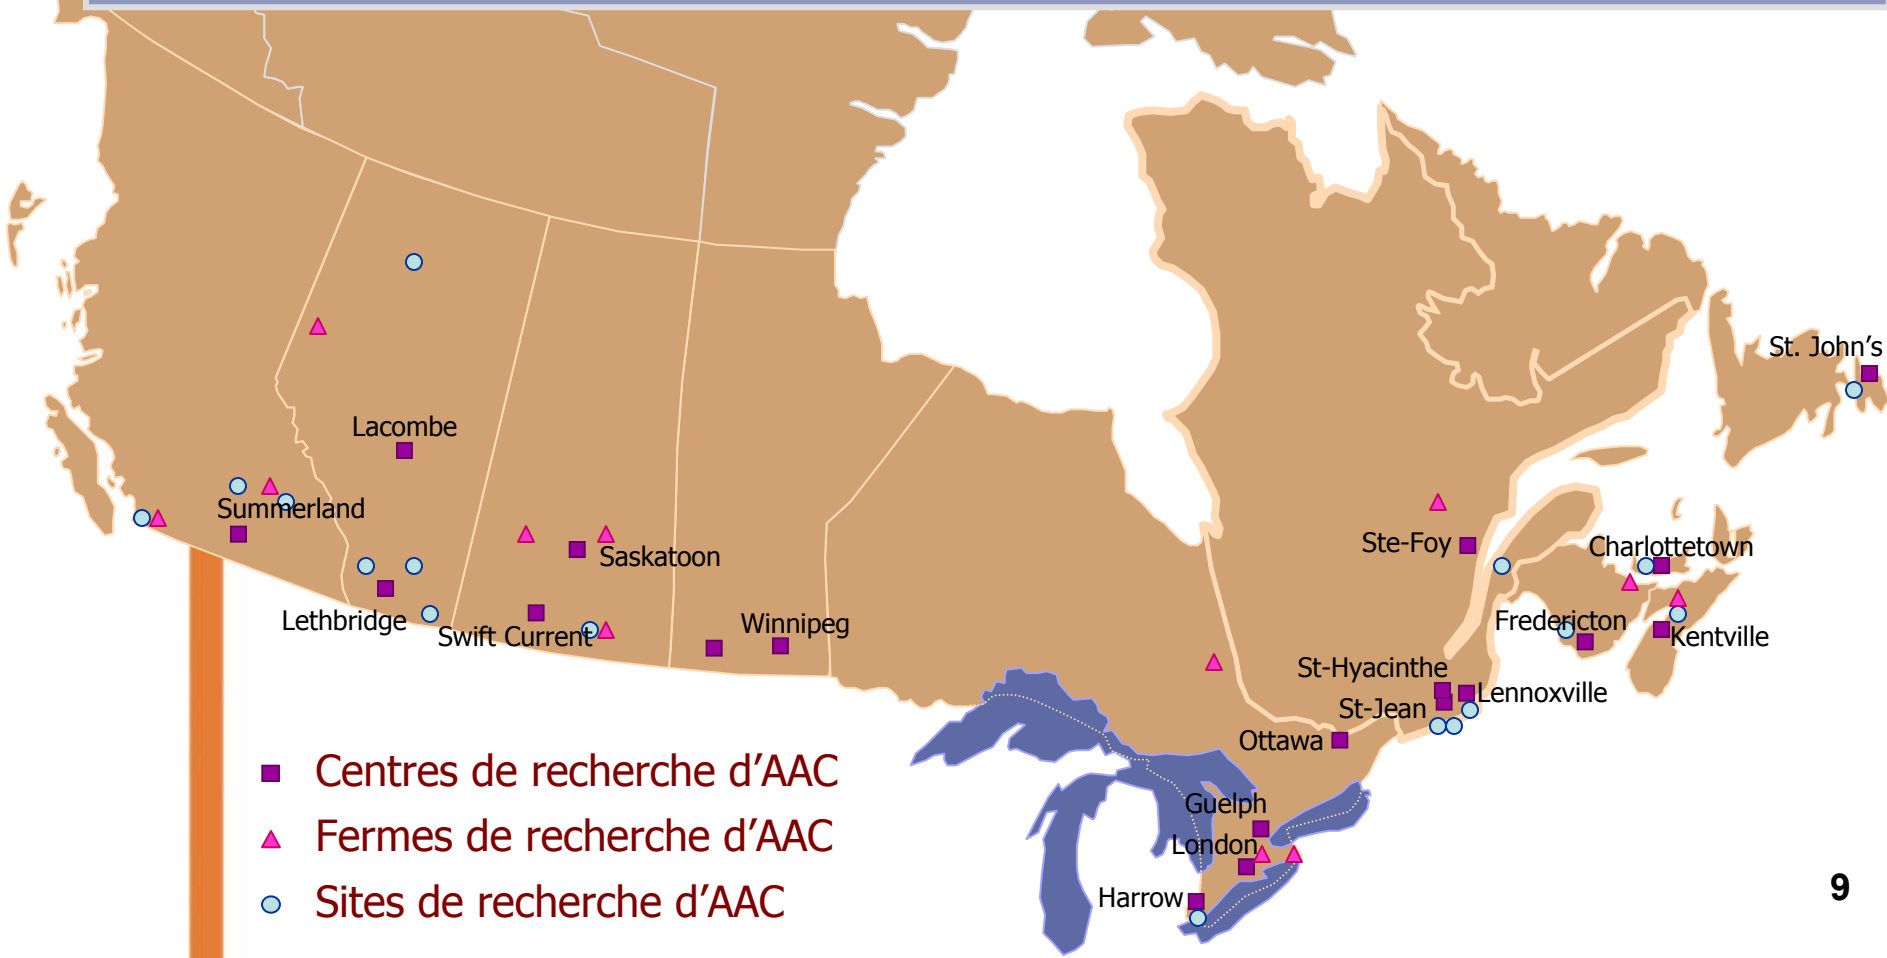 St. John’s
Lacombe
Summerland
Saskatoon
Ste-Foy
Charlottetown
Lethbridge
Swift Current
Winnipeg
Fredericton
Kentville
St-Hyacinthe
Lennoxville
St-Jean
Ottawa
Centres de recherche d’AAC
Guelph
Fermes de recherche d’AAC
London
Harrow
Sites de recherche d’AAC
9